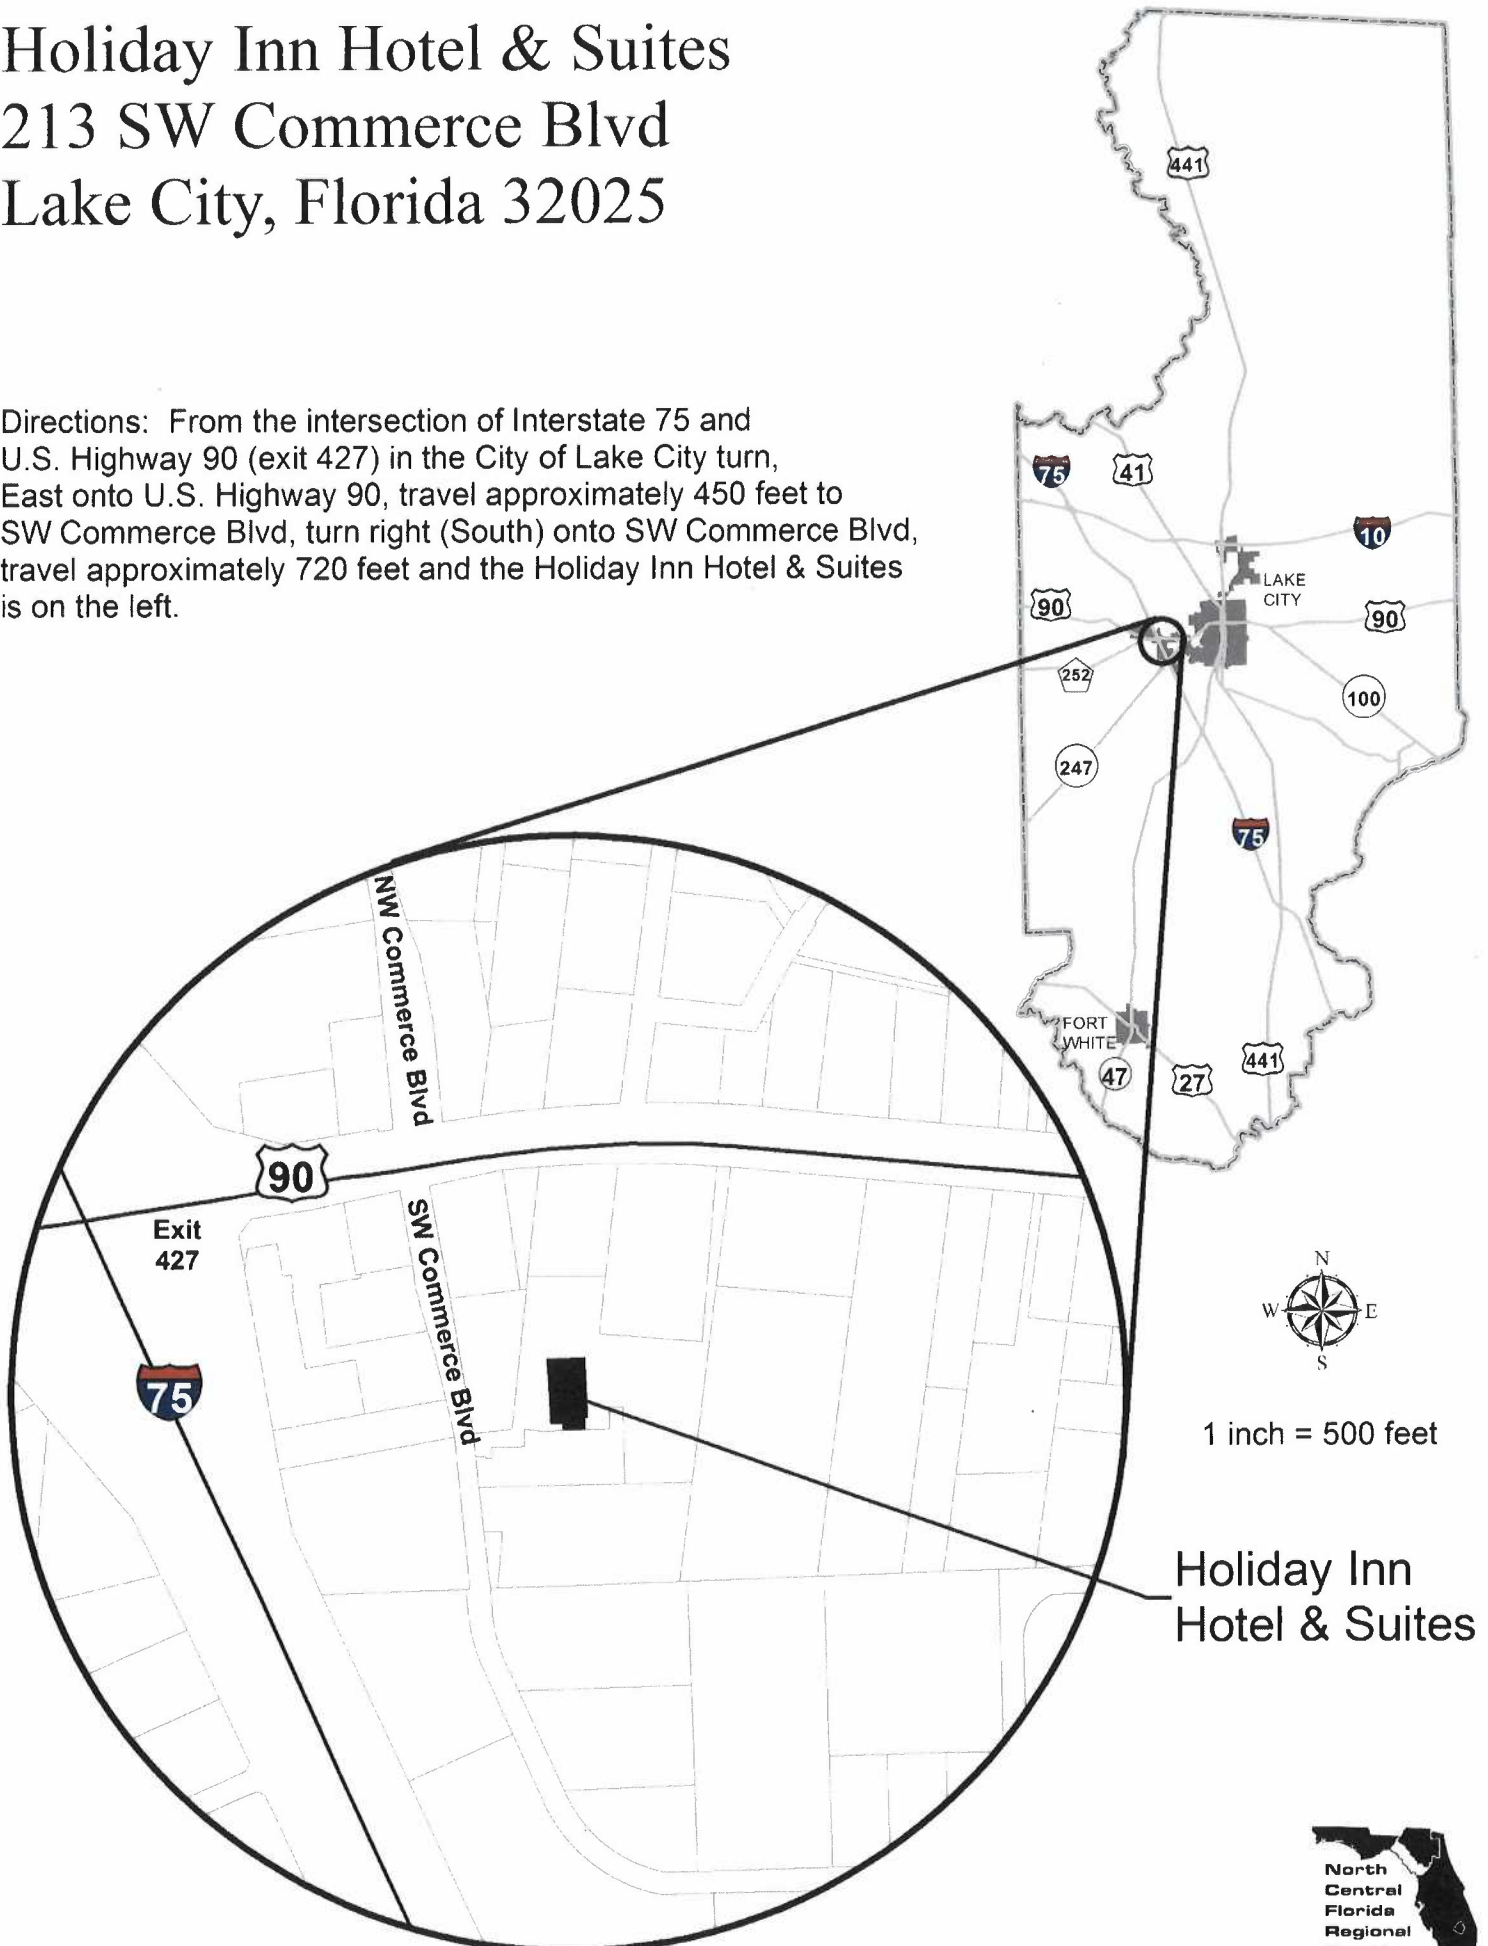 Holiday Inn Hotel & Suites
213 SW Commerce Blvd
Lake City, Florida 32025
Directions: From the intersection of Interstate 75 and
U.S. Highway 90 (exit 427) in the City of Lake City turn,
East onto U.S. Highway 90, travel approximately 450 feet to
SW Commerce Blvd, turn right (South) onto SW Commerce Blvd,
travel approximately 720 feet and the Holiday Inn Hotel & Suites
is on the left.
441
75
41
10
LAKE
CITY
90
90
252
100
247
75
FORT
WHITE
47
27
441
NW Commerce Blvd
90
Exit
427
SW Commerce Blvd
75
N
W
E
S
1 inch = 500 feet
Holiday Inn
Hotel & Suites
North
Central
Florida
Regional